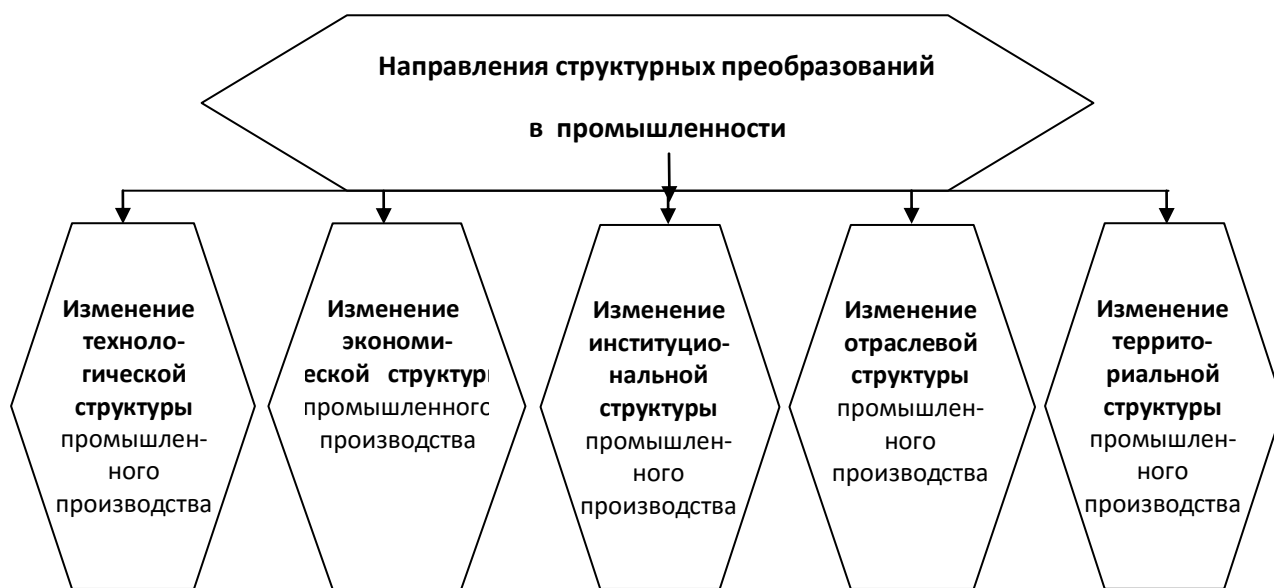 Направления структурных преобразований
в промышленности
Изменение
техноло-
гической
структуры
промышлен-
ного
производства
Изменение
экономи-
еской структур
промышленного
производства
Изменение
институцио-
нальной
структуры
промышлен-
ного
производства
Изменение
отраслевой
структуры
промышлен-
ного
производства
Изменение
террито-
риальной
структуры
промышлен-
ного
производства